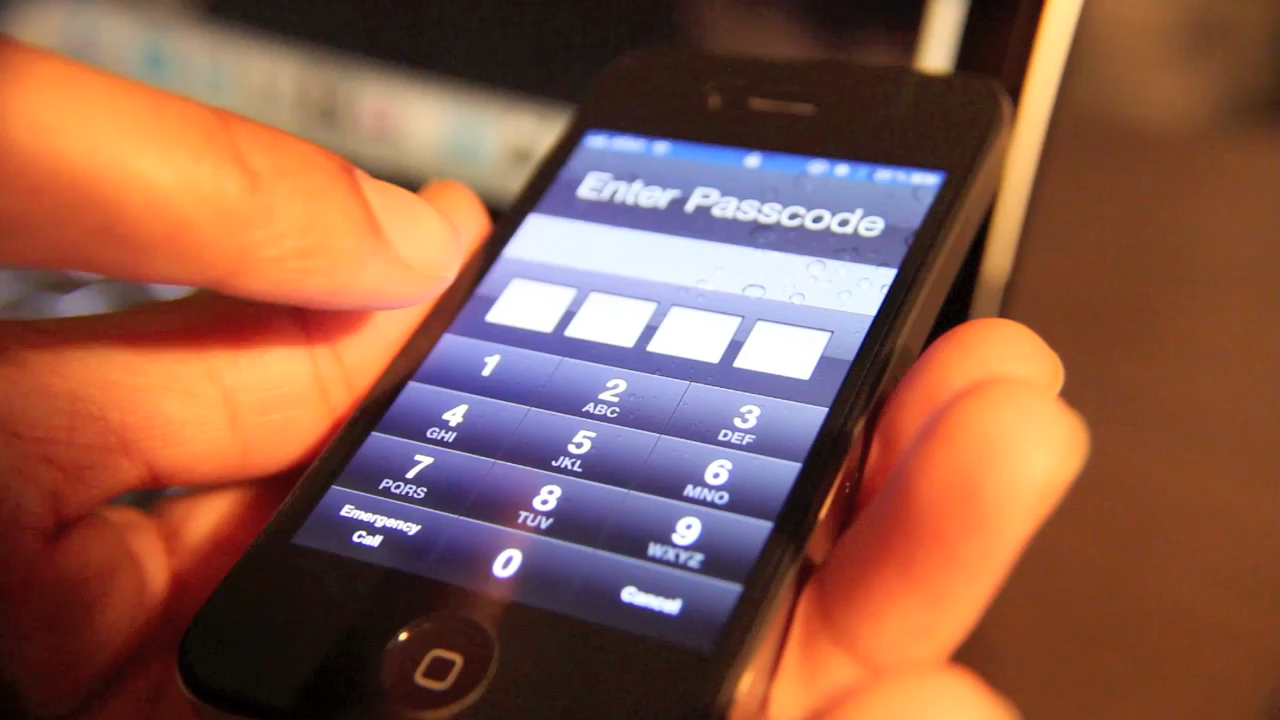 Enter Passcode
1
2
ABC
3
DEF
4
GHI
5
JKL
6
MNO
7
PQRS
8
TUV
9
WXYZ
Emergency
Call
0
Cancel